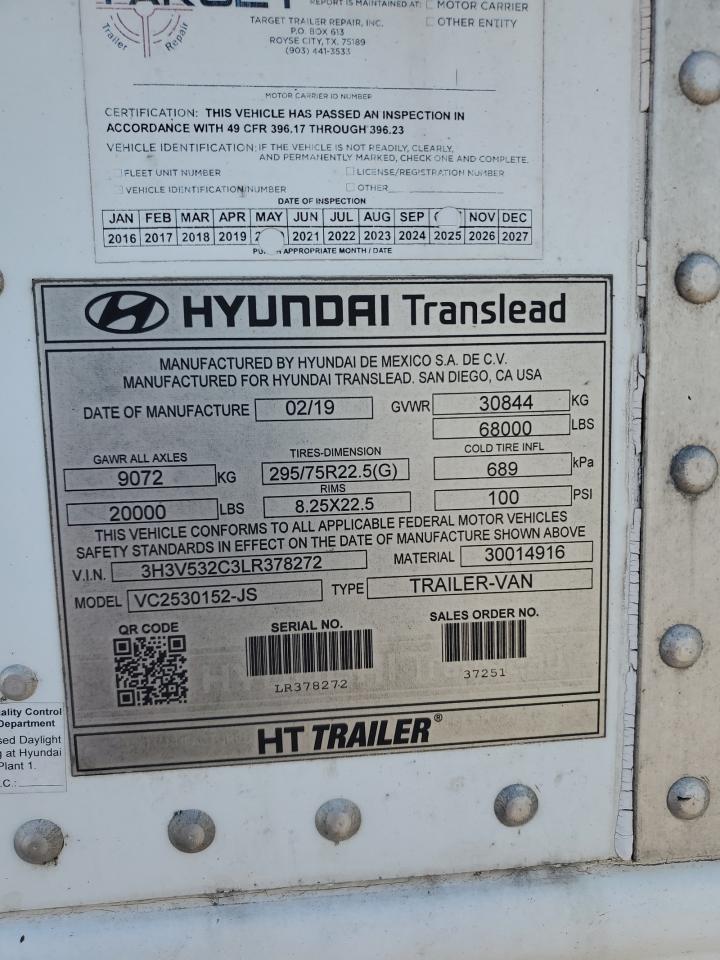 REPORT IS MAINTAINED AT: MOTOR CARRIER
OTHER ENTITY
Trailer Repair
TARGET TRAILER REPAIR, INC.
P.O. BOX 613
ROYSE CITY, TX. 75189
(903) 441-3533
MOTOR CARRIER ID NUMBER
CERTIFICATION: THIS VEHICLE HAS PASSED AN INSPECTION IN
ACCORDANCE WITH 49 CFR 396.17 THROUGH 396.23
VEHICLE IDENTIFICATION: IF THE VEHICLE IS NOT READILY, CLEARLY,
AND PERMANENTLY MARKED, CHECK ONE AND COMPLETE.
FLEET UNIT NUMBER LICENSE/REGISTRATION NUMBER
VEHICLE IDENTIFICATION NUMBER OTHER
DATE OF INSPECTION
JAN FEB MAR APR MAY JUN JUL AUG SEP NOV DEC
2016 2017 2018 2019 2021 2022 2023 2024 2025 2026 2027
APPROPRIATE MONTH / DATE
HYUNDAI Translead
MANUFACTURED BY HYUNDAI DE MEXICO S.A. DE C.V.
MANUFACTURED FOR HYUNDAI TRANSLEAD. SAN DIEGO, CA USA
DATE OF MANUFACTURE 02/19 GVWR 30844 KG
68000 LBS
GAWR ALL AXLES TIRES-DIMENSION COLD TIRE INFL
9072 KG 295/75R22.5(G) 689 kPa
RIMS
20000 LBS 8.25X22.5 100 PSI
THIS VEHICLE CONFORMS TO ALL APPLICABLE FEDERAL MOTOR VEHICLES
SAFETY STANDARDS IN EFFECT ON THE DATE OF MANUFACTURE SHOWN ABOVE
V.I.N. 3H3V532C3LR378272 MATERIAL 30014916
MODEL VC2530152-JS TYPE TRAILER-VAN
QR CODE SERIAL NO. SALES ORDER NO.
LR378272 37251
HT TRAILER®
Quality Control
Department
Daylight
at Hyundai
Plant 1.